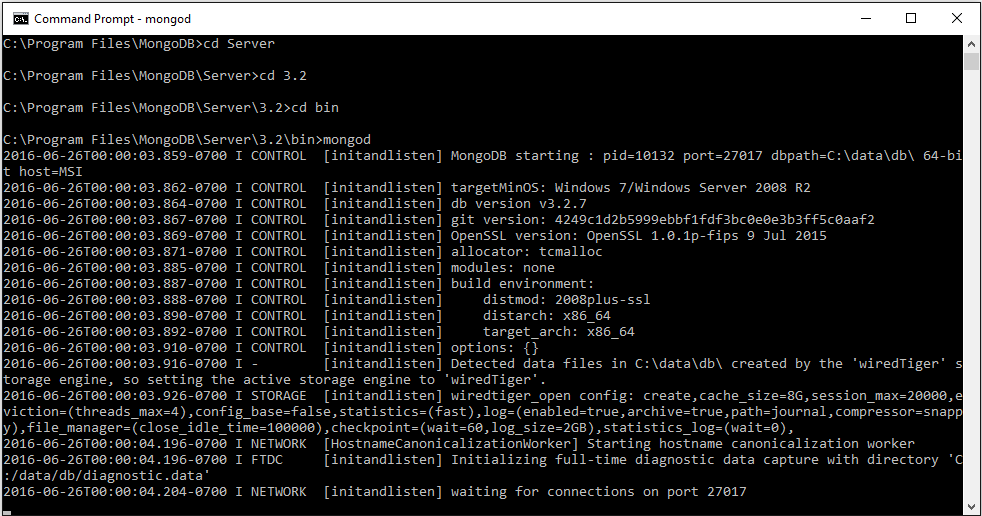 Command Prompt - mongod
C:\Program Files\MongoDB>cd Server
C:\Program Files\MongoDB\Server>cd 3.2
C:\Program Files\MongoDB\Server\3.2>cd bin
C:\Program Files\MongoDB\Server\3.2\bin>mongod
2016-06-26T00:00:03.859-0700 I CONTROL  [initandlisten] MongoDB starting : pid=10132 port=27017 dbpath=C:\data\db\ 64-bi
t host=MSI
2016-06-26T00:00:03.862-0700 I CONTROL  [initandlisten] targetMinOS: Windows 7/Windows Server 2008 R2
2016-06-26T00:00:03.864-0700 I CONTROL  [initandlisten] db version v3.2.7
2016-06-26T00:00:03.867-0700 I CONTROL  [initandlisten] git version: 4249c1d2b5999ebbf1fdf3bc0e0e3b3ff5c0aaf2
2016-06-26T00:00:03.869-0700 I CONTROL  [initandlisten] OpenSSL version: OpenSSL 1.0.1p-fips 9 Jul 2015
2016-06-26T00:00:03.871-0700 I CONTROL  [initandlisten] allocator: tcmalloc
2016-06-26T00:00:03.885-0700 I CONTROL  [initandlisten] modules: none
2016-06-26T00:00:03.887-0700 I CONTROL  [initandlisten] build environment:
2016-06-26T00:00:03.888-0700 I CONTROL  [initandlisten]     distmod: 2008plus-ssl
2016-06-26T00:00:03.890-0700 I CONTROL  [initandlisten]     distarch: x86_64
2016-06-26T00:00:03.892-0700 I CONTROL  [initandlisten]     target_arch: x86_64
2016-06-26T00:00:03.910-0700 I CONTROL  [initandlisten] options: {}
2016-06-26T00:00:03.916-0700 I -        [initandlisten] Detected data files in C:\data\db\ created by the 'wiredTiger' s
torage engine, so setting the active storage engine to 'wiredTiger'.
2016-06-26T00:00:03.926-0700 I STORAGE  [initandlisten] wiredtiger_open config: create,cache_size=8G,session_max=20000,e
viction=(threads_max=4),config_base=false,statistics=(fast),log=(enabled=true,archive=true,path=journal,compressor=snapp
y),file_manager=(close_idle_time=100000),checkpoint=(wait=60,log_size=2GB),statistics_log=(wait=0),
2016-06-26T00:00:04.196-0700 I NETWORK  [HostnameCanonicalizationWorker] Starting hostname canonicalization worker
2016-06-26T00:00:04.196-0700 I FTDC     [initandlisten] Initializing full-time diagnostic data capture with directory 'C
:/data/db/diagnostic.data'
2016-06-26T00:00:04.204-0700 I NETWORK  [initandlisten] waiting for connections on port 27017